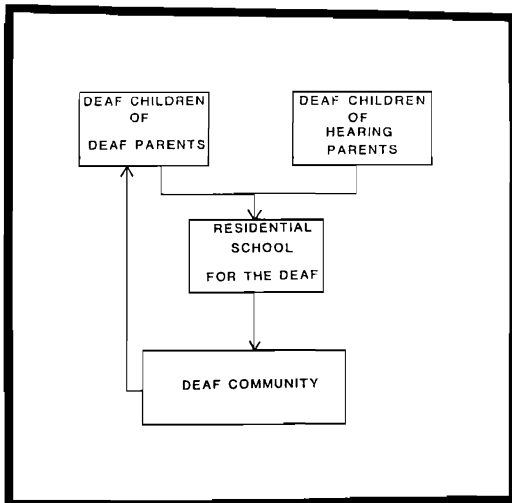 DEAF CHILDREN
OF
DEAF PARENTS
DEAF CHILDREN
OF
HEARING
PARENTS
RESIDENTIAL
SCHOOL
FOR THE DEAF
DEAF COMMUNITY